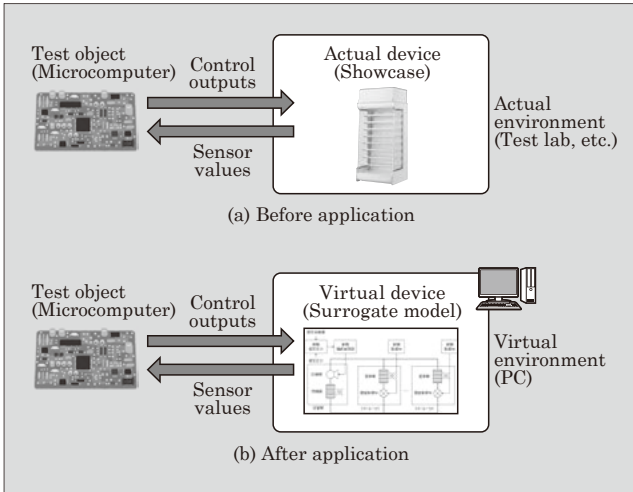 Test object
(Microcomputer)
Control
outputs
Sensor
values
Actual device
(Showcase)
Actual
environment
(Test lab, etc.)
(a) Before application
Test object
(Microcomputer)
Control
outputs
Sensor
values
Virtual device
(Surrogate model)
Virtual
environment
(PC)
(b) After application